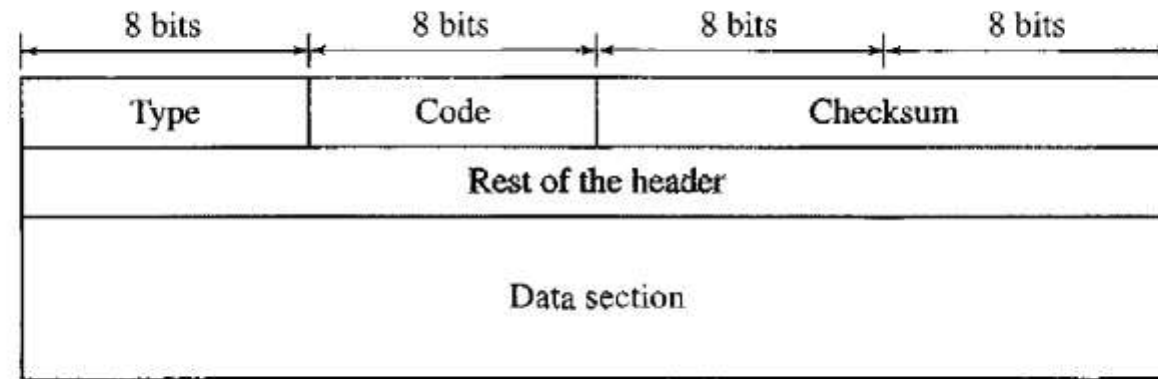 8 bits 8 bits 8 bits 8 bits
Type Code Checksum
Rest of the header
Data section